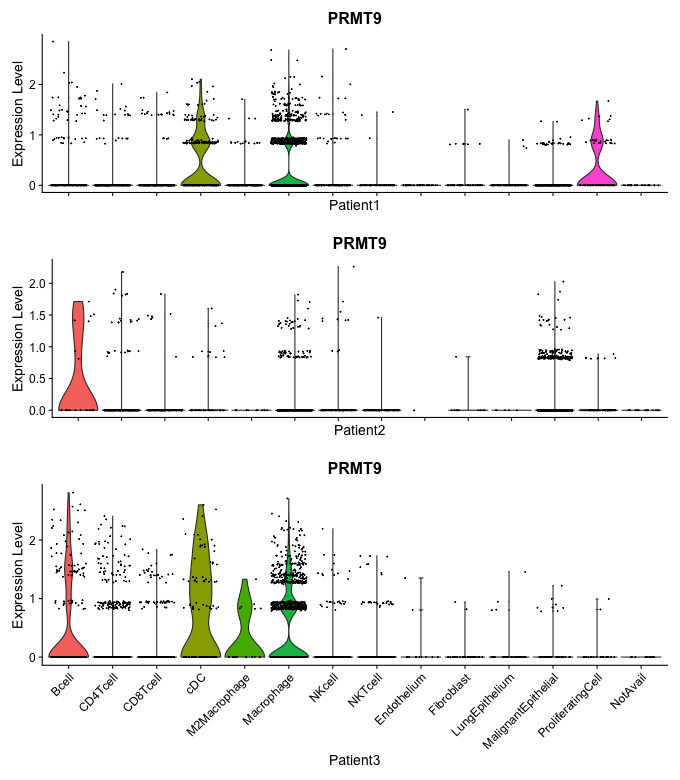 PRMT9
Expression Level
2
1
0
Patient1
PRMT9
Expression Level
2.0
1.5
1.0
0.5
0.0
Patient2
PRMT9
Expression Level
2
1
0
Bcell
CD4Tcell
CD8Tcell
cDC
M2Macrophage
Macrophage
NKcell
NKTcell
Endothelium
Fibroblast
LungEpithelium
MalignantEpithelial
ProliferatingCell
NotAvail
Patient3